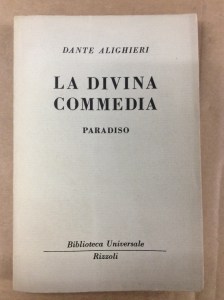 DANTE ALIGHIERI
LA DIVINA
COMMEDIA
PARADISO
Biblioteca Universale
Rizzoli